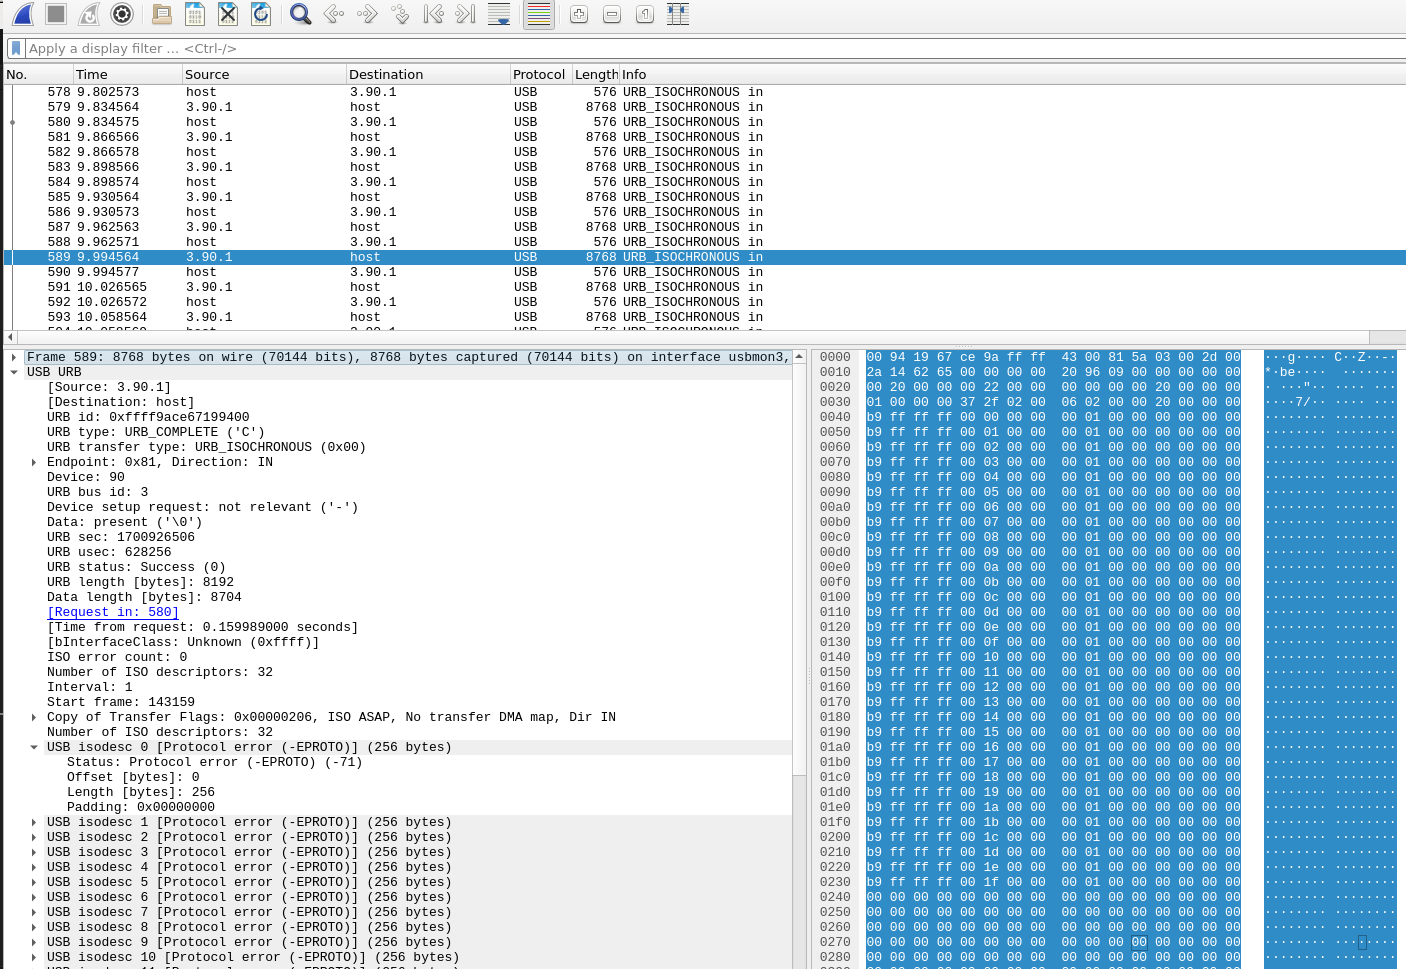 Apply a display filter … <Ctrl-/>
No. Time Source Destination Protocol Length Info
578 9.802573 host 3.90.1 USB 576 URB_ISOCHRONOUS in
579 9.834564 3.90.1 host USB 8768 URB_ISOCHRONOUS in
580 9.834575 host 3.90.1 USB 576 URB_ISOCHRONOUS in
581 9.866566 3.90.1 host USB 8768 URB_ISOCHRONOUS in
582 9.866578 host 3.90.1 USB 576 URB_ISOCHRONOUS in
583 9.898566 3.90.1 host USB 8768 URB_ISOCHRONOUS in
584 9.898574 host 3.90.1 USB 576 URB_ISOCHRONOUS in
585 9.930564 3.90.1 host USB 8768 URB_ISOCHRONOUS in
586 9.930573 host 3.90.1 USB 576 URB_ISOCHRONOUS in
587 9.962563 3.90.1 host USB 8768 URB_ISOCHRONOUS in
588 9.962571 host 3.90.1 USB 576 URB_ISOCHRONOUS in
589 9.994564 3.90.1 host USB 8768 URB_ISOCHRONOUS in
590 9.994577 host 3.90.1 USB 576 URB_ISOCHRONOUS in
591 10.026565 3.90.1 host USB 8768 URB_ISOCHRONOUS in
592 10.026572 host 3.90.1 USB 576 URB_ISOCHRONOUS in
593 10.058564 3.90.1 host USB 8768 URB_ISOCHRONOUS in
Frame 589: 8768 bytes on wire (70144 bits), 8768 bytes captured (70144 bits) on interface usbmon3,
USB URB
[Source: 3.90.1]
[Destination: host]
URB id: 0xffff9ace67199400
URB type: URB_COMPLETE ('C')
URB transfer type: URB_ISOCHRONOUS (0x00)
Endpoint: 0x81, Direction: IN
Device: 90
URB bus id: 3
Device setup request: not relevant ('-')
Data: present ('\0')
URB sec: 1700926506
URB usec: 628256
URB status: Success (0)
URB length [bytes]: 8192
Data length [bytes]: 8704
[Request in: 580]
[Time from request: 0.159989000 seconds]
[bInterfaceClass: Unknown (0xffff)]
ISO error count: 0
Number of ISO descriptors: 32
Interval: 1
Start frame: 143159
Copy of Transfer Flags: 0x00000206, ISO ASAP, No transfer DMA map, Dir IN
Number of ISO descriptors: 32
USB isodesc 0 [Protocol error (-EPROTO)] (256 bytes)
Status: Protocol error (-EPROTO) (-71)
Offset [bytes]: 0
Length [bytes]: 256
Padding: 0x00000000
USB isodesc 1 [Protocol error (-EPROTO)] (256 bytes)
USB isodesc 2 [Protocol error (-EPROTO)] (256 bytes)
USB isodesc 3 [Protocol error (-EPROTO)] (256 bytes)
USB isodesc 4 [Protocol error (-EPROTO)] (256 bytes)
USB isodesc 5 [Protocol error (-EPROTO)] (256 bytes)
USB isodesc 6 [Protocol error (-EPROTO)] (256 bytes)
USB isodesc 7 [Protocol error (-EPROTO)] (256 bytes)
USB isodesc 8 [Protocol error (-EPROTO)] (256 bytes)
USB isodesc 9 [Protocol error (-EPROTO)] (256 bytes)
USB isodesc 10 [Protocol error (-EPROTO)] (256 bytes)
0000 00 94 19 67 ce 9a ff ff 43 00 81 5a 03 00 2d 00 ···g···· C··Z··-·
0010 2a 14 62 65 00 00 00 00 20 96 09 00 00 00 00 00 *·be···· ·······
0020 00 20 00 00 00 22 00 00 00 00 00 00 20 00 00 00 · ···"·· ···· ···
0030 01 00 00 00 37 2f 02 00 06 02 00 00 20 00 00 00 ····7/·· ···· ···
0040 b9 ff ff ff 00 00 00 00 00 01 00 00 00 00 00 00 ········ ········
0050 b9 ff ff ff 00 01 00 00 00 01 00 00 00 00 00 00 ········ ········
0060 b9 ff ff ff 00 02 00 00 00 01 00 00 00 00 00 00 ········ ········
0070 b9 ff ff ff 00 03 00 00 00 01 00 00 00 00 00 00 ········ ········
0080 b9 ff ff ff 00 04 00 00 00 01 00 00 00 00 00 00 ········ ········
0090 b9 ff ff ff 00 05 00 00 00 01 00 00 00 00 00 00 ········ ········
00a0 b9 ff ff ff 00 06 00 00 00 01 00 00 00 00 00 00 ········ ········
00b0 b9 ff ff ff 00 07 00 00 00 01 00 00 00 00 00 00 ········ ········
00c0 b9 ff ff ff 00 08 00 00 00 01 00 00 00 00 00 00 ········ ········
00d0 b9 ff ff ff 00 09 00 00 00 01 00 00 00 00 00 00 ········ ········
00e0 b9 ff ff ff 00 0a 00 00 00 01 00 00 00 00 00 00 ········ ········
00f0 b9 ff ff ff 00 0b 00 00 00 01 00 00 00 00 00 00 ········ ········
0100 b9 ff ff ff 00 0c 00 00 00 01 00 00 00 00 00 00 ········ ········
0110 b9 ff ff ff 00 0d 00 00 00 01 00 00 00 00 00 00 ········ ········
0120 b9 ff ff ff 00 0e 00 00 00 01 00 00 00 00 00 00 ········ ········
0130 b9 ff ff ff 00 0f 00 00 00 01 00 00 00 00 00 00 ········ ········
0140 b9 ff ff ff 00 10 00 00 00 01 00 00 00 00 00 00 ········ ········
0150 b9 ff ff ff 00 11 00 00 00 01 00 00 00 00 00 00 ········ ········
0160 b9 ff ff ff 00 12 00 00 00 01 00 00 00 00 00 00 ········ ········
0170 b9 ff ff ff 00 13 00 00 00 01 00 00 00 00 00 00 ········ ········
0180 b9 ff ff ff 00 14 00 00 00 01 00 00 00 00 00 00 ········ ········
0190 b9 ff ff ff 00 15 00 00 00 01 00 00 00 00 00 00 ········ ········
01a0 b9 ff ff ff 00 16 00 00 00 01 00 00 00 00 00 00 ········ ········
01b0 b9 ff ff ff 00 17 00 00 00 01 00 00 00 00 00 00 ········ ········
01c0 b9 ff ff ff 00 18 00 00 00 01 00 00 00 00 00 00 ········ ········
01d0 b9 ff ff ff 00 19 00 00 00 01 00 00 00 00 00 00 ········ ········
01e0 b9 ff ff ff 00 1a 00 00 00 01 00 00 00 00 00 00 ········ ········
01f0 b9 ff ff ff 00 1b 00 00 00 01 00 00 00 00 00 00 ········ ········
0200 b9 ff ff ff 00 1c 00 00 00 01 00 00 00 00 00 00 ········ ········
0210 b9 ff ff ff 00 1d 00 00 00 01 00 00 00 00 00 00 ········ ········
0220 b9 ff ff ff 00 1e 00 00 00 01 00 00 00 00 00 00 ········ ········
0230 b9 ff ff ff 00 1f 00 00 00 01 00 00 00 00 00 00 ········ ········
0240 00 00 00 00 00 00 00 00 00 00 00 00 00 00 00 00 ········ ········
0250 00 00 00 00 00 00 00 00 00 00 00 00 00 00 00 00 ········ ········
0260 00 00 00 00 00 00 00 00 00 00 00 00 00 00 00 00 ········ ········
0270 00 00 00 00 00 00 00 00 00 00 00 00 00 00 00 00 ········ ········
0280 00 00 00 00 00 00 00 00 00 00 00 00 00 00 00 00 ········ ········